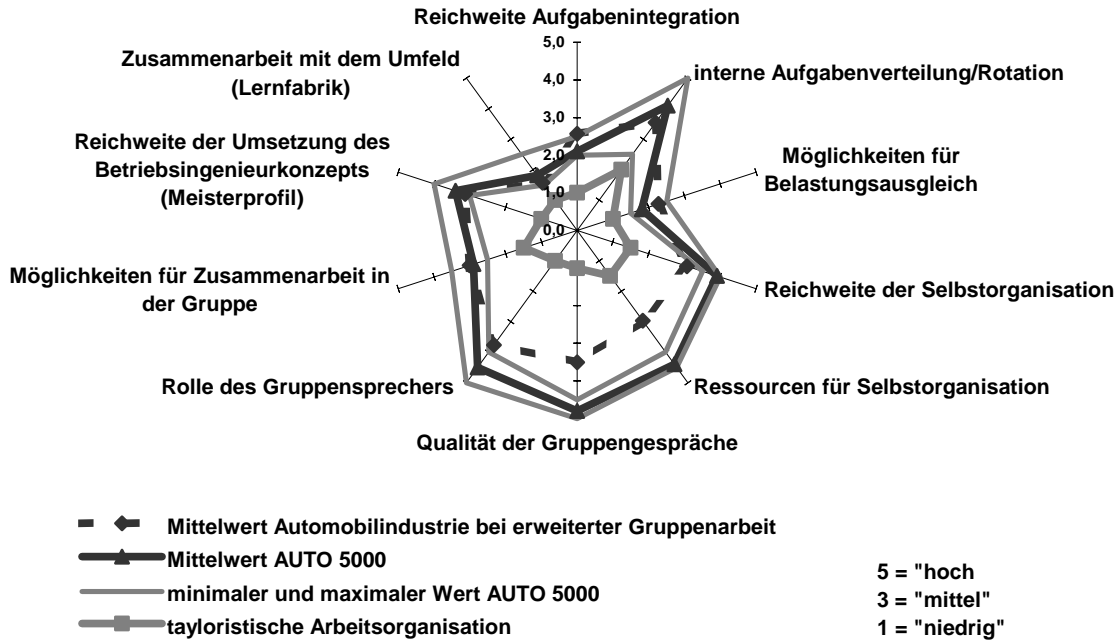 Reichweite Aufgabenintegration
Zusammenarbeit mit dem Umfeld
(Lernfabrik)
5,0
4,0
3,0
2,0
1,0
0,0
interne Aufgabenverteilung/Rotation
Reichweite der Umsetzung des
Betriebsingenieurkonzepts
(Meisterprofil)
Möglichkeiten für
Belastungsausgleich
Möglichkeiten für Zusammenarbeit in
der Gruppe
Reichweite der Selbstorganisation
Rolle des Gruppensprechers
Ressourcen für Selbstorganisation
Qualität der Gruppengespräche
Mittelwert Automobilindustrie bei erweiterter Gruppenarbeit
Mittelwert AUTO 5000
minimaler und maximaler Wert AUTO 5000
tayloristische Arbeitsorganisation
5 = "hoch
3 = "mittel"
1 = "niedrig"